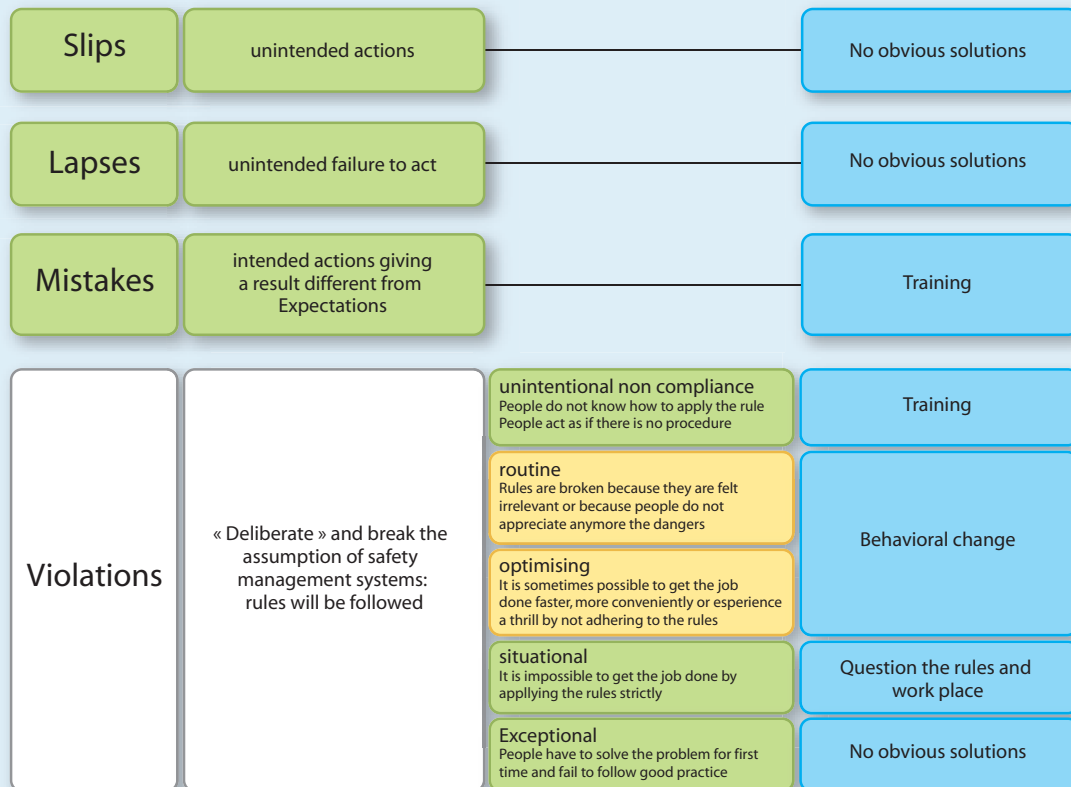 Slips
unintended actions
No obvious solutions
Lapses
unintended failure to act
No obvious solutions
Mistakes
intended actions giving
a result different from
Expectations
Training
Violations
« Deliberate » and break the
assumption of safety
management systems:
rules will be followed
unintentional non compliance
People do not know how to apply the rule
People act as if there is no procedure
Training
routine
Rules are broken because they are felt
irrelevant or because people do not
appreciate anymore the dangers
optimising
It is sometimes possible to get the job
done faster, more conveniently or esperience
a thrill by not adhering to the rules
Behavioral change
situational
It is impossible to get the job done by
appllying the rules strictly
Question the rules and
work place
Exceptional
People have to solve the problem for first
time and fail to follow good practice
No obvious solutions